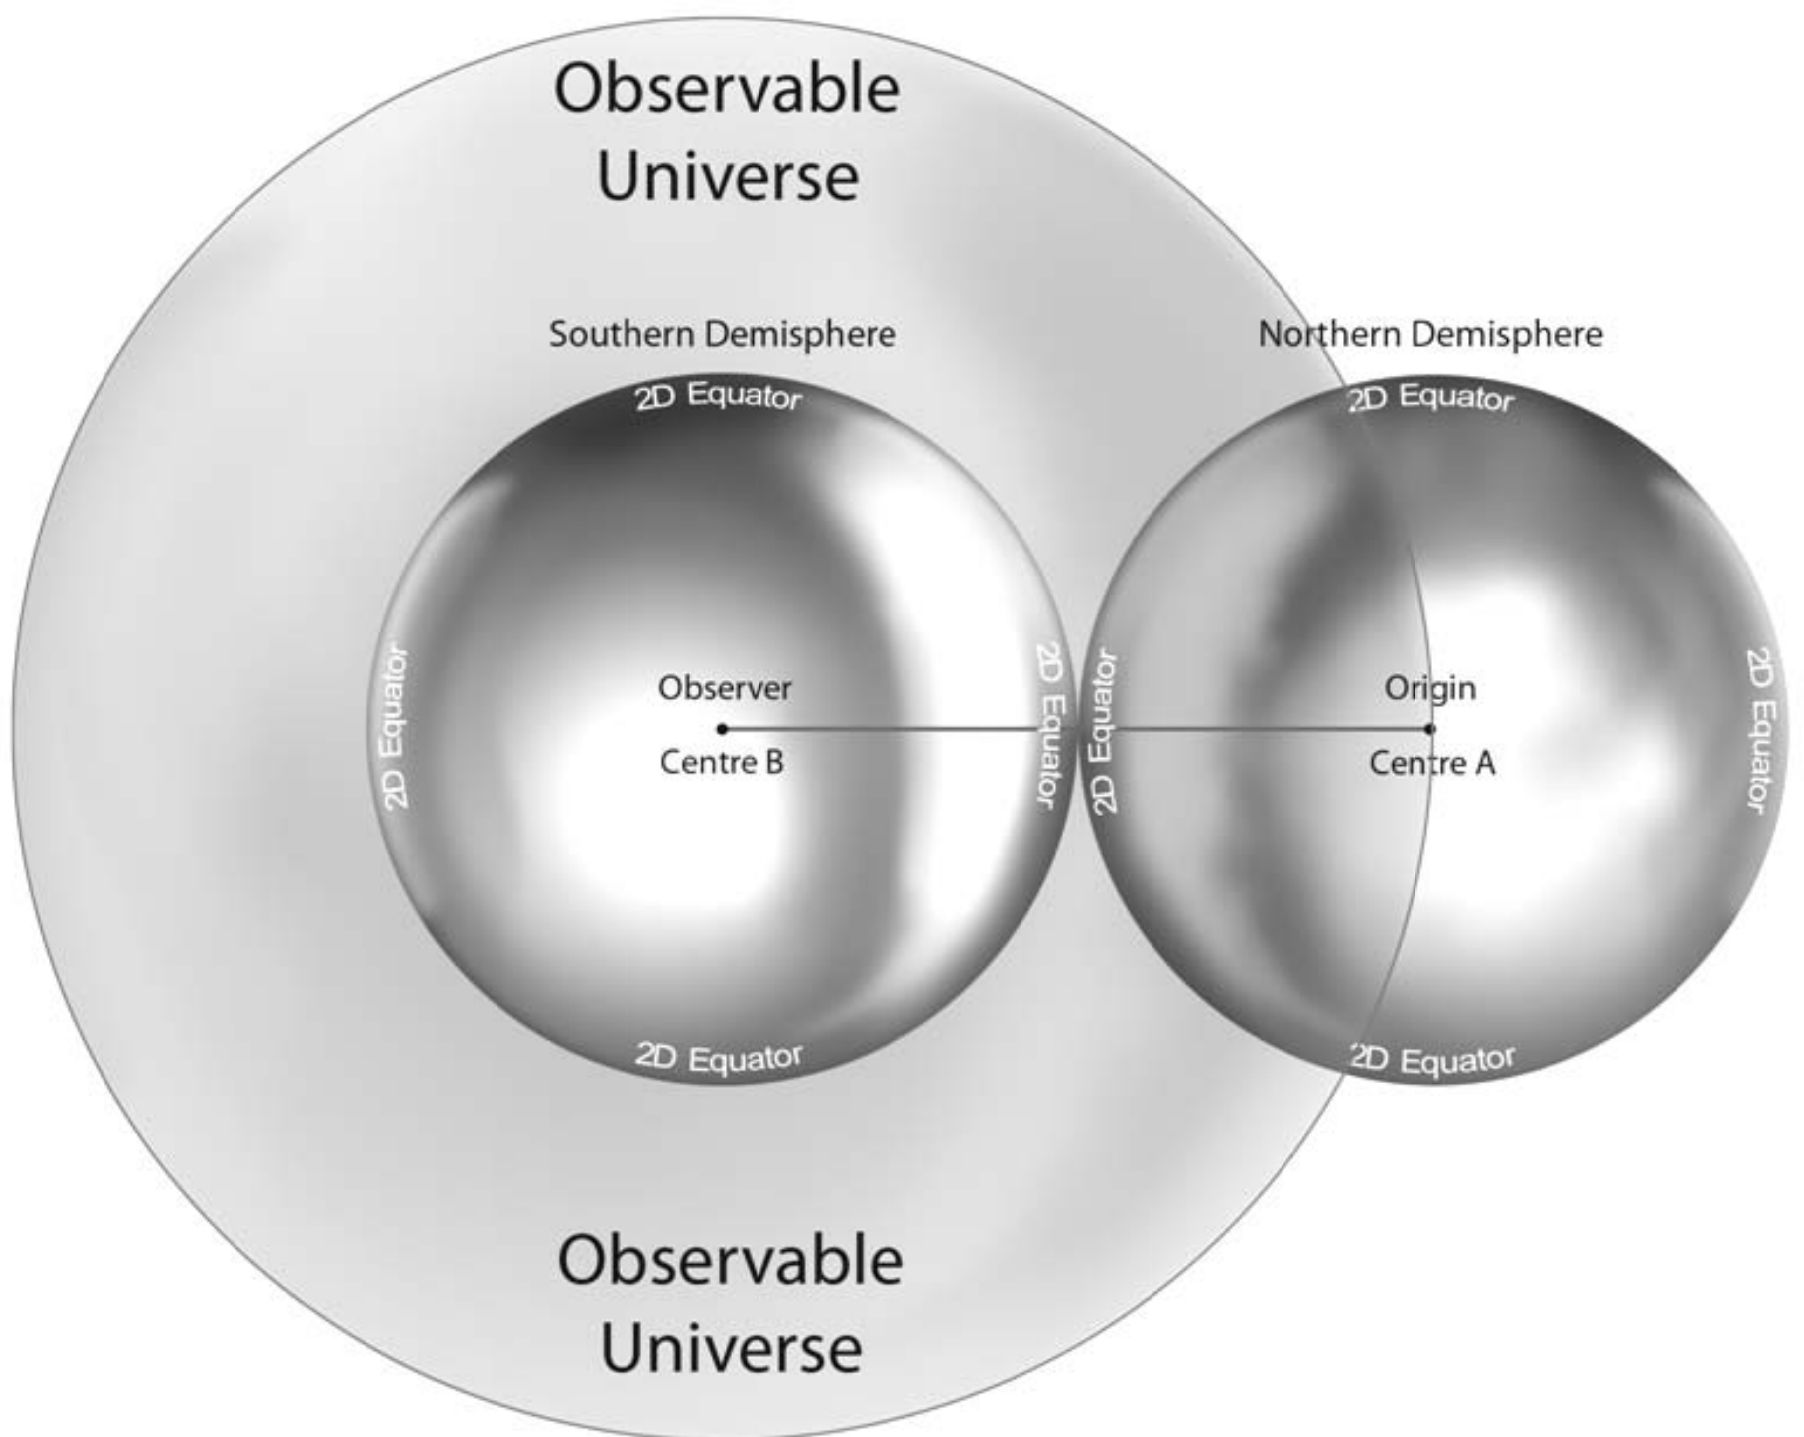 Observable
Universe
Southern Demisphere
Northern Demisphere
2D Equator
2D Equator
2D Equator
2D Equator
2D Equator
2D Equator
Observer
Centre B
Origin
Centre A
2D Equator
2D Equator
Observable
Universe